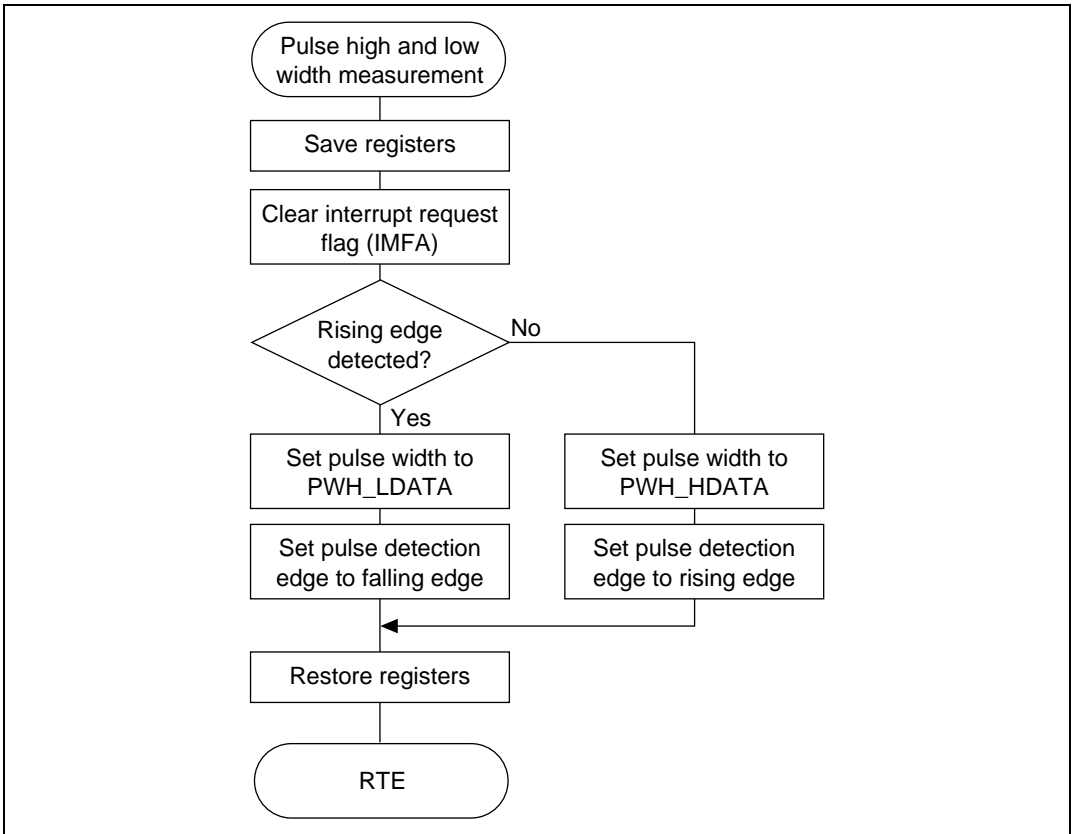 Pulse high and low
width measurement
Save registers
Clear interrupt request
flag (IMFA)
Rising edge
detected?
No
Yes
Set pulse width to
PWH_LDATA
Set pulse width to
PWH_HDATA
Set pulse detection
edge to falling edge
Set pulse detection
edge to rising edge
Restore registers
RTE